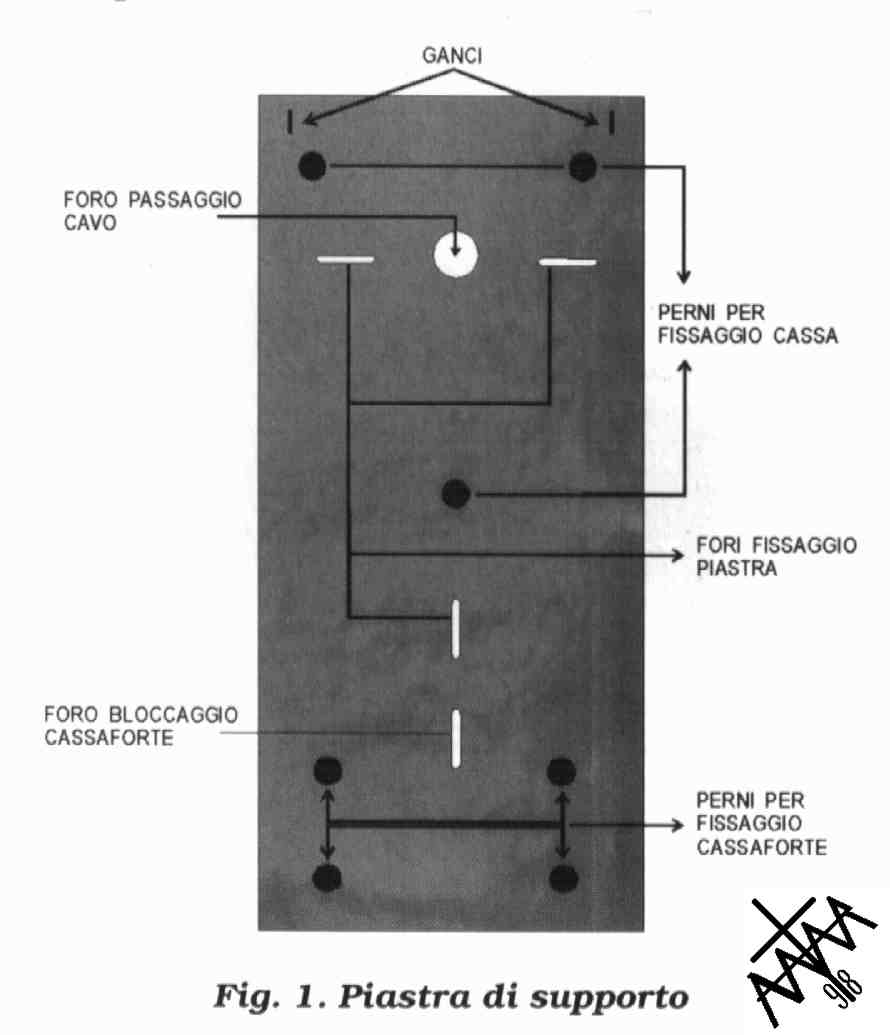 GANCI
FORO PASSAGGIO
CAVO
PERNI PER
FISSAGGIO CASSA
FORI FISSAGGIO
PIASTRA
FORO BLOCCAGGIO
CASSAFORTE
PERNI PER
FISSAGGIO
CASSAFORTE
98
Fig. 1. Piastra di supporto